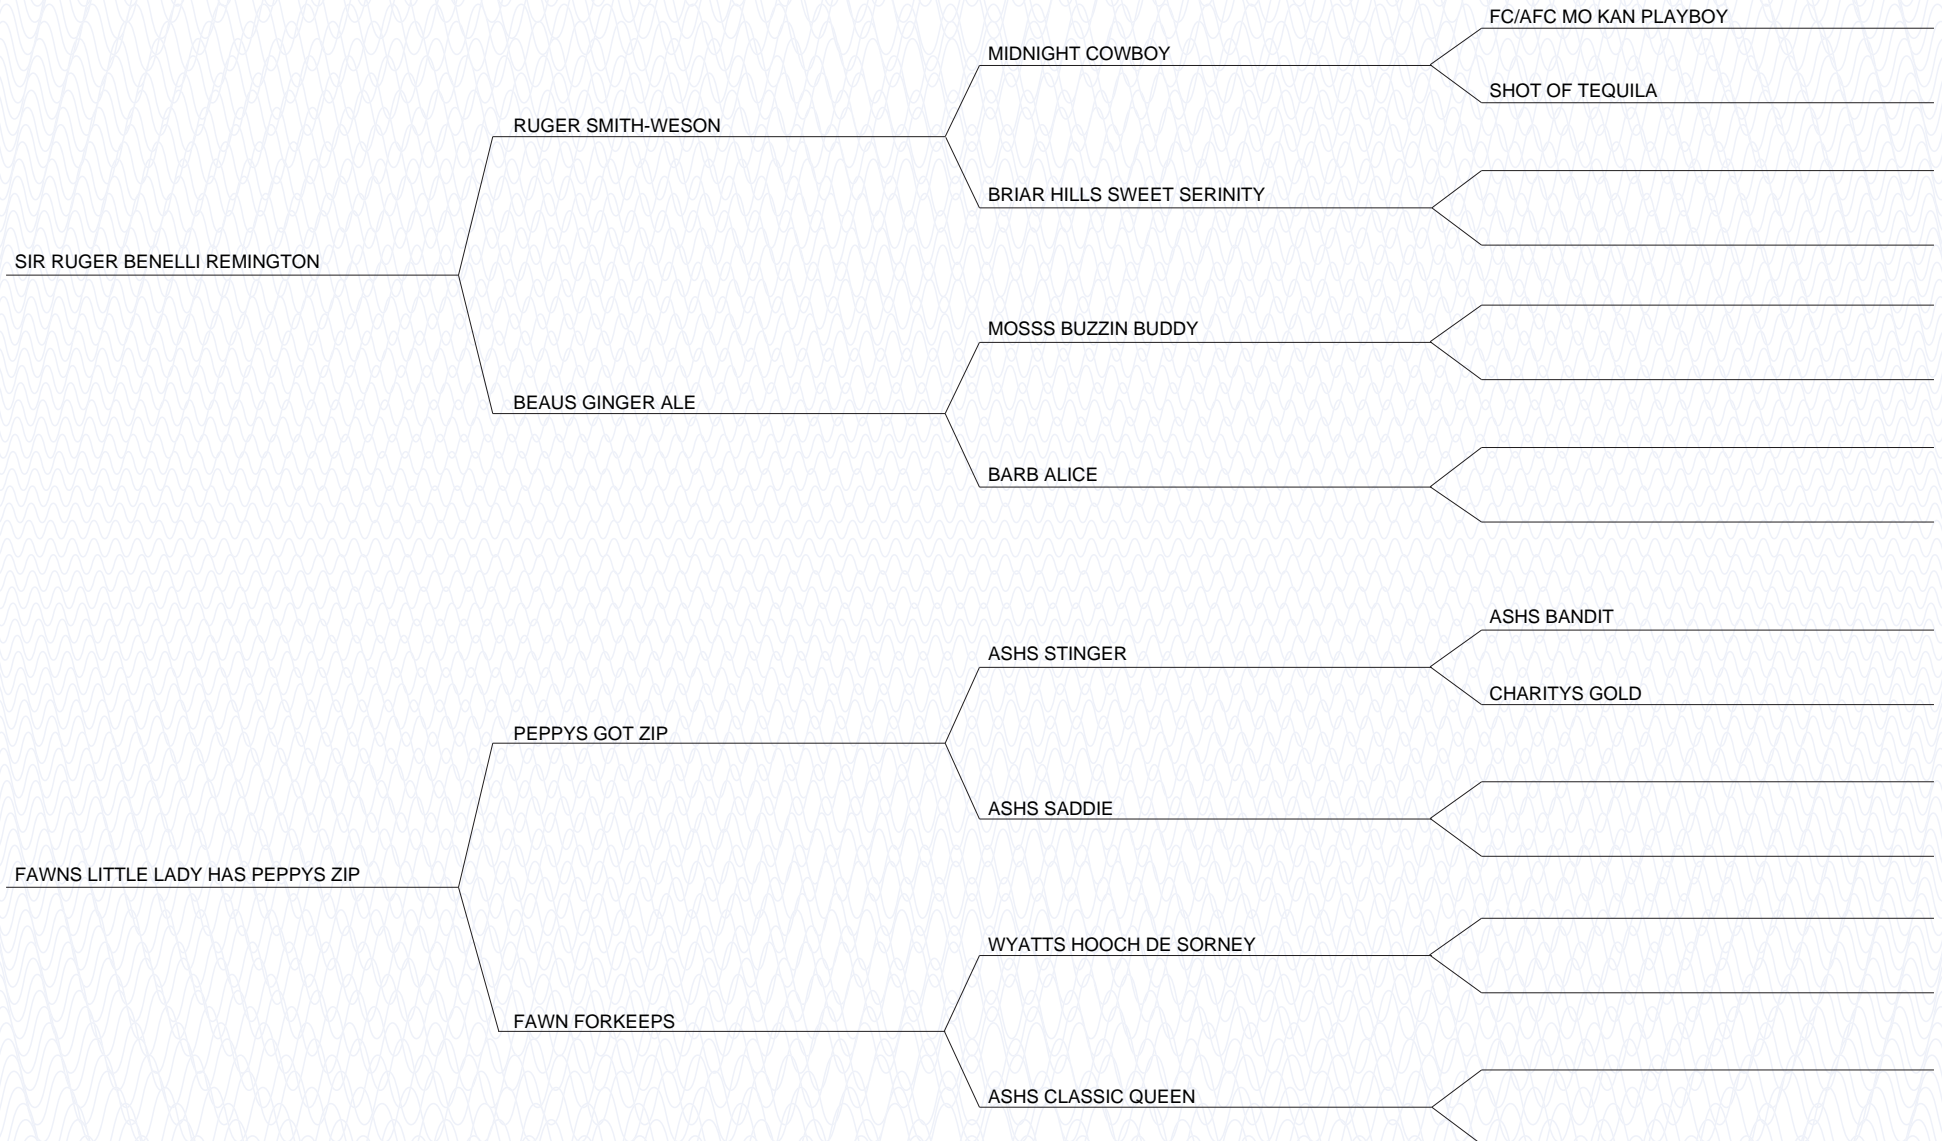 FC/AFC MO KAN PLAYBOY
MIDNIGHT COWBOY
SHOT OF TEQUILA
RUGER SMITH-WESON
BRIAR HILLS SWEET SERINITY
SIR RUGER BENELLI REMINGTON
MOSSS BUZZIN BUDDY
BEAUS GINGER ALE
BARB ALICE
ASHS BANDIT
ASHS STINGER
CHARITYS GOLD
PEPPYS GOT ZIP
ASHS SADDIE
FAWNS LITTLE LADY HAS PEPPYS ZIP
WYATTS HOOCH DE SORNEY
FAWN FORKEEPS
ASHS CLASSIC QUEEN